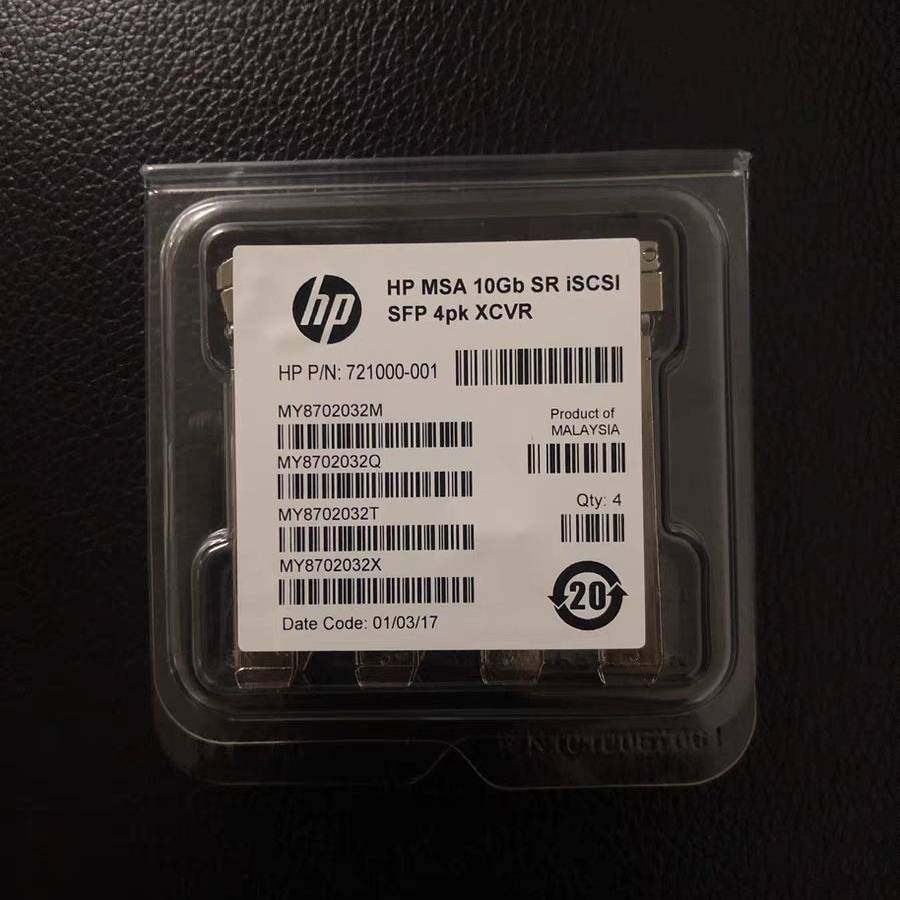 hp
HP MSA 10Gb SR iSCSI
SFP 4pk XCVR
HP P/N: 721000-001
MY8702032M
MY8702032Q
MY8702032T
MY8702032X
Date Code: 01/03/17
Product of
MALAYSIA
Qty: 4
20